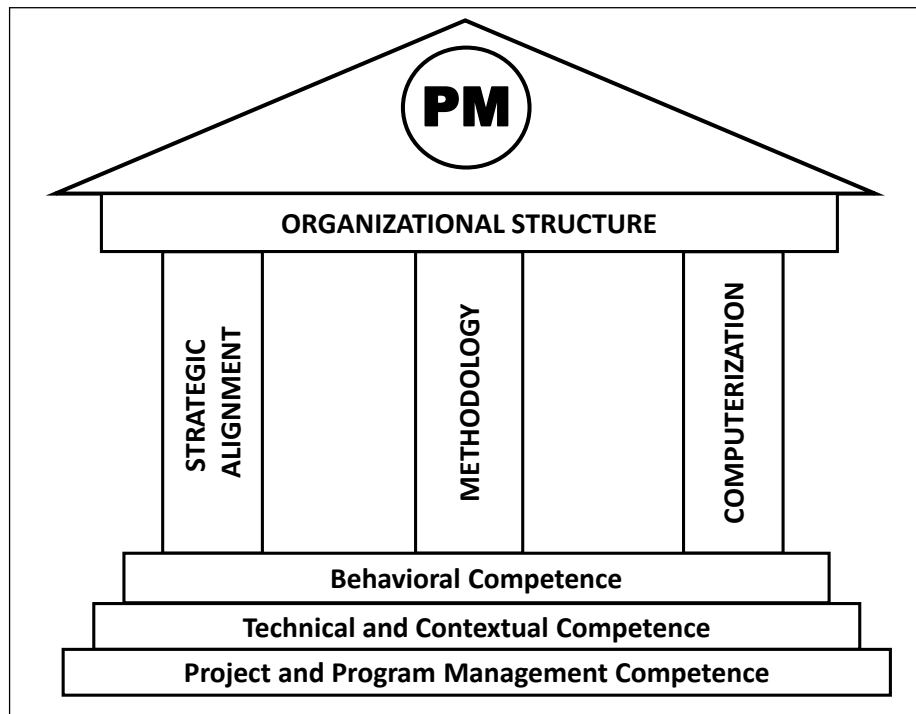 PM
ORGANIZATIONAL STRUCTURE
STRATEGIC
ALIGNMENT
METHODOLOGY
COMPUTERIZATION
Behavioral Competence
Technical and Contextual Competence
Project and Program Management Competence